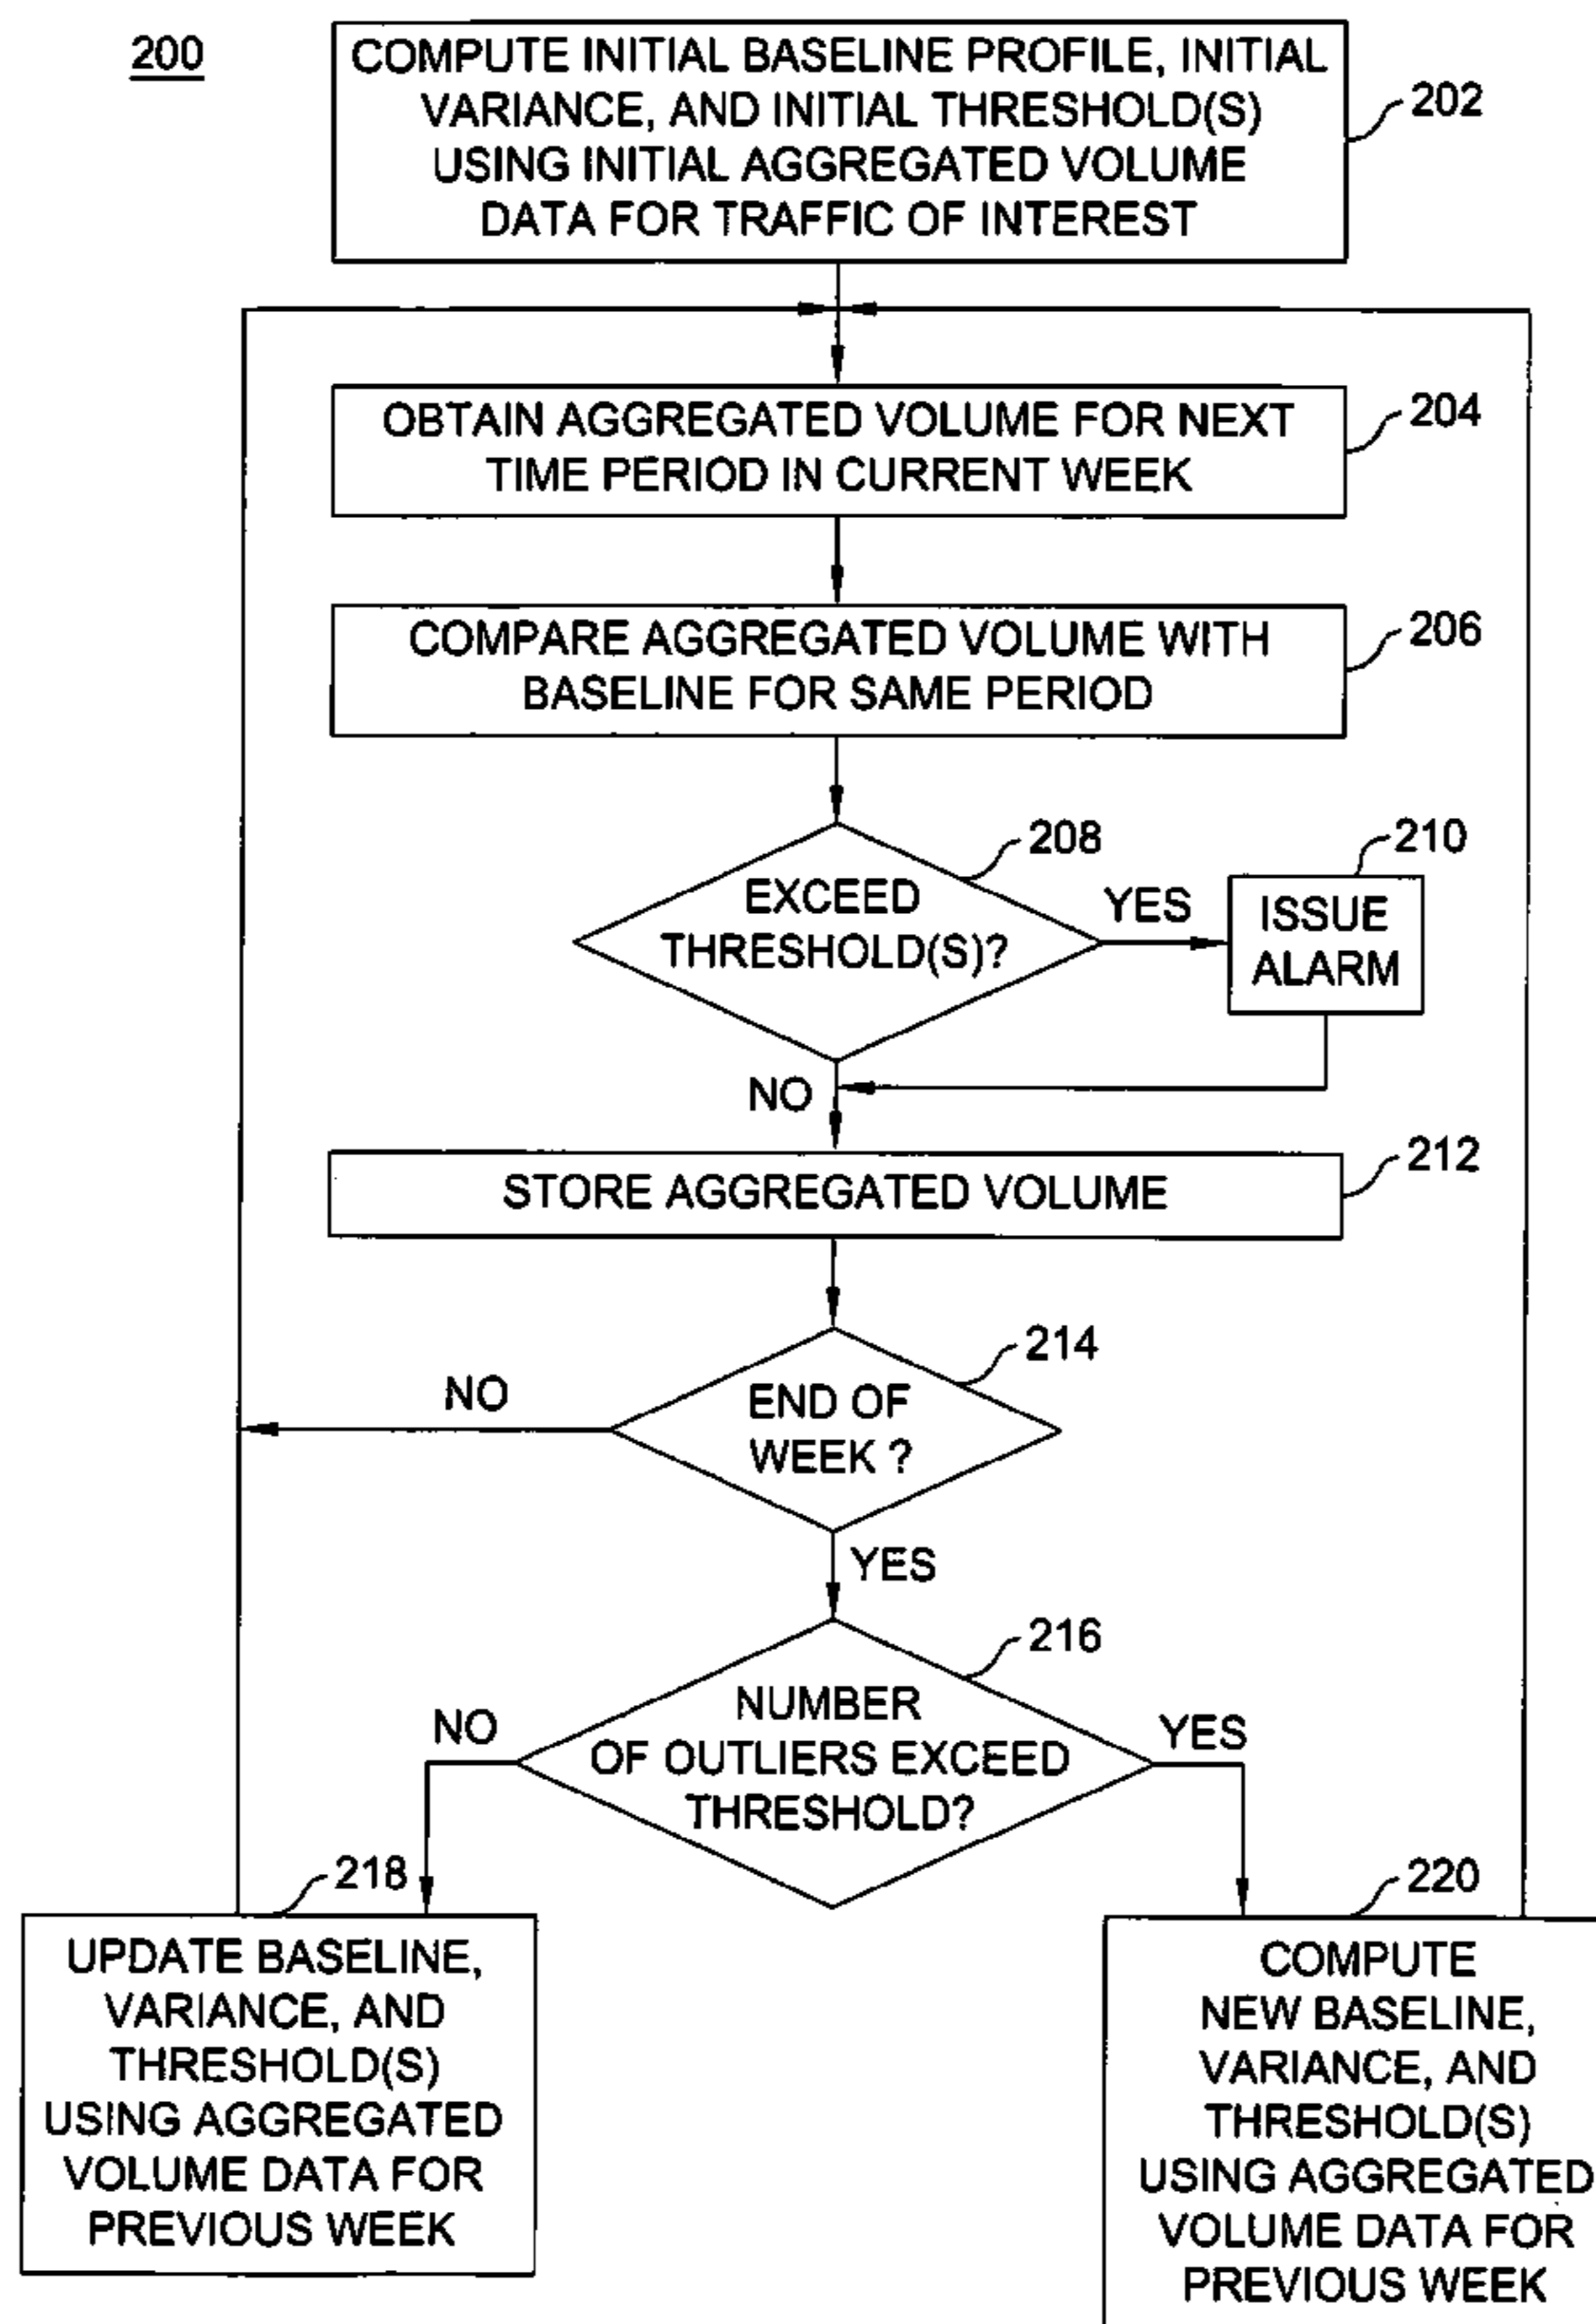 200
COMPUTE INITIAL BASELINE PROFILE, INITIAL
VARIANCE, AND INITIAL THRESHOLD(S)
USING INITIAL AGGREGATED VOLUME
DATA FOR TRAFFIC OF INTEREST
202
OBTAIN AGGREGATED VOLUME FOR NEXT
TIME PERIOD IN CURRENT WEEK
204
COMPARE AGGREGATED VOLUME WITH
BASELINE FOR SAME PERIOD
206
208
EXCEED
THRESHOLD(S)?
YES
210
ISSUE
ALARM
NO
STORE AGGREGATED VOLUME
212
214
END OF
WEEK ?
NO
YES
216
NUMBER
OF OUTLIERS EXCEED
THRESHOLD?
NO
YES
218
UPDATE BASELINE,
VARIANCE, AND
THRESHOLD(S)
USING AGGREGATED
VOLUME DATA FOR
PREVIOUS WEEK
220
COMPUTE
NEW BASELINE,
VARIANCE, AND
THRESHOLD(S)
USING AGGREGATED
VOLUME DATA FOR
PREVIOUS WEEK